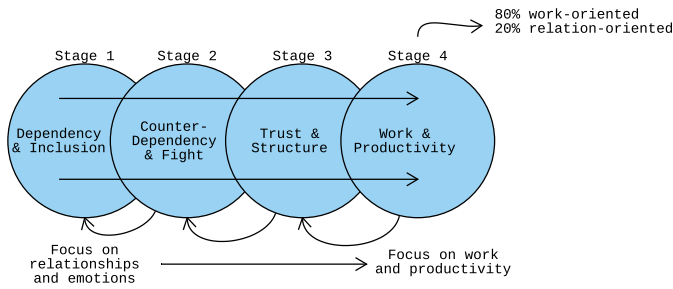 80% work-oriented
20% relation-oriented
Stage 1
Stage 2
Stage 3
Stage 4
Dependency
& Inclusion
Counter-
Dependency
& Fight
Trust &
Structure
Work &
Productivity
Focus on
relationships
and emotions
Focus on work
and productivity